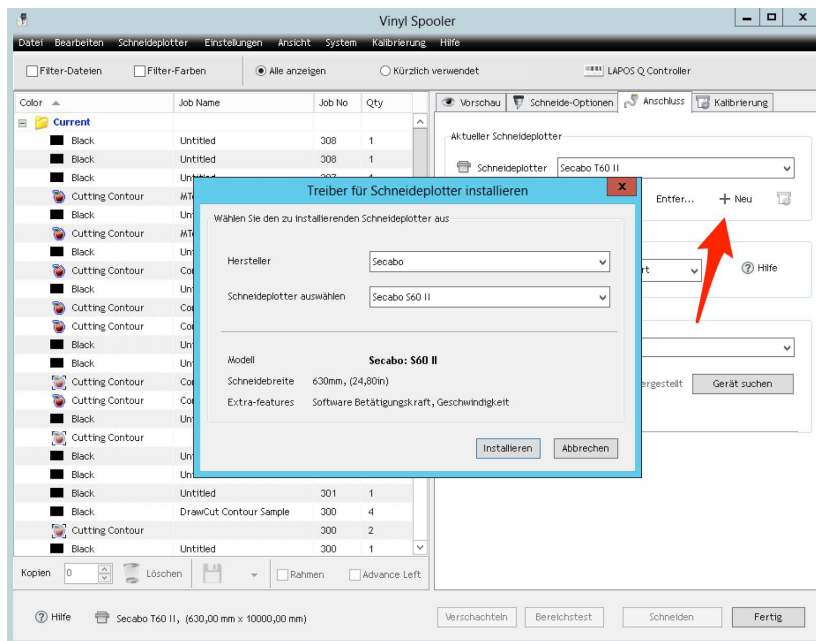 Vinyl Spooler
Datei Bearbeiten Schneideplotter Einstellungen Ansicht System Kalibrierung Hilfe
Filter-Dateien Filter-Farben Alle anzeigen Kürzlich verwendet LAPOS Q Controller
Color Job Name Job No Qty
Vorschau Schneide-Optionen Anschluss Kalibrierung
Current
Black Untitled 308 1
Aktueller Schneideplotter
Black Untitled 308 1
Schneideplotter Secabo T60 II
Black
Treiber für Schneideplotter installieren
x
Cutting Contour
Entfer... + Neu
Wählen Sie den zu installierenden Schneideplotter aus
Black
Cutting Contour
Black
Hersteller Secabo
Cutting Contour
Hilfe
Black
Schneideplotter auswählen Secabo S60 II
Cutting Contour
Cutting Contour
Black
Modell Secabo: S60 II
Black
Schneidebreite 630mm, (24,80in)
Cutting Contour
Gerät suchen
Extra-features Software Betätigungskraft, Geschwindigkeit
Cutting Contour
Black
Cutting Contour
Installieren Abbrechen
Black
Black
Black Untitled 301 1
Black DrawCut Contour Sample 300 4
Cutting Contour 300 2
Black Untitled 300 1
Kopien 0 Löschen Rahmen Advance Left
Hilfe Secabo T60 II, (630,00 mm x 10000,00 mm)
Verschachteln Bereichstest Schneiden Fertig